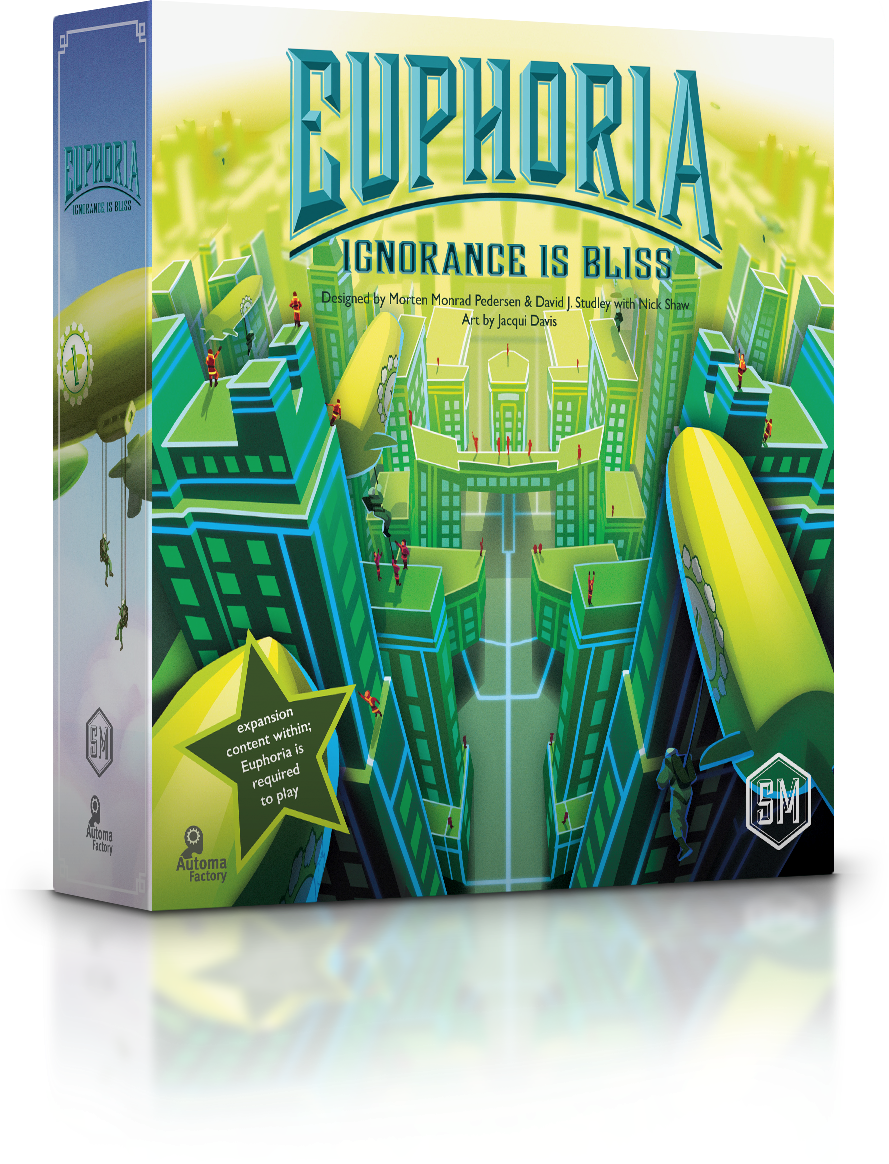 EUPHORIA
IGNORANCE IS BLISS
SM
Automa
Factory
EUPHORIA
IGNORANCE IS BLISS
Designed by Morten Monrad Pedersen & David J. Studley with Nick Shaw
Art by Jacqui Davis
expansion
content within;
Euphoria is
required
to play
Automa
Factory
SM